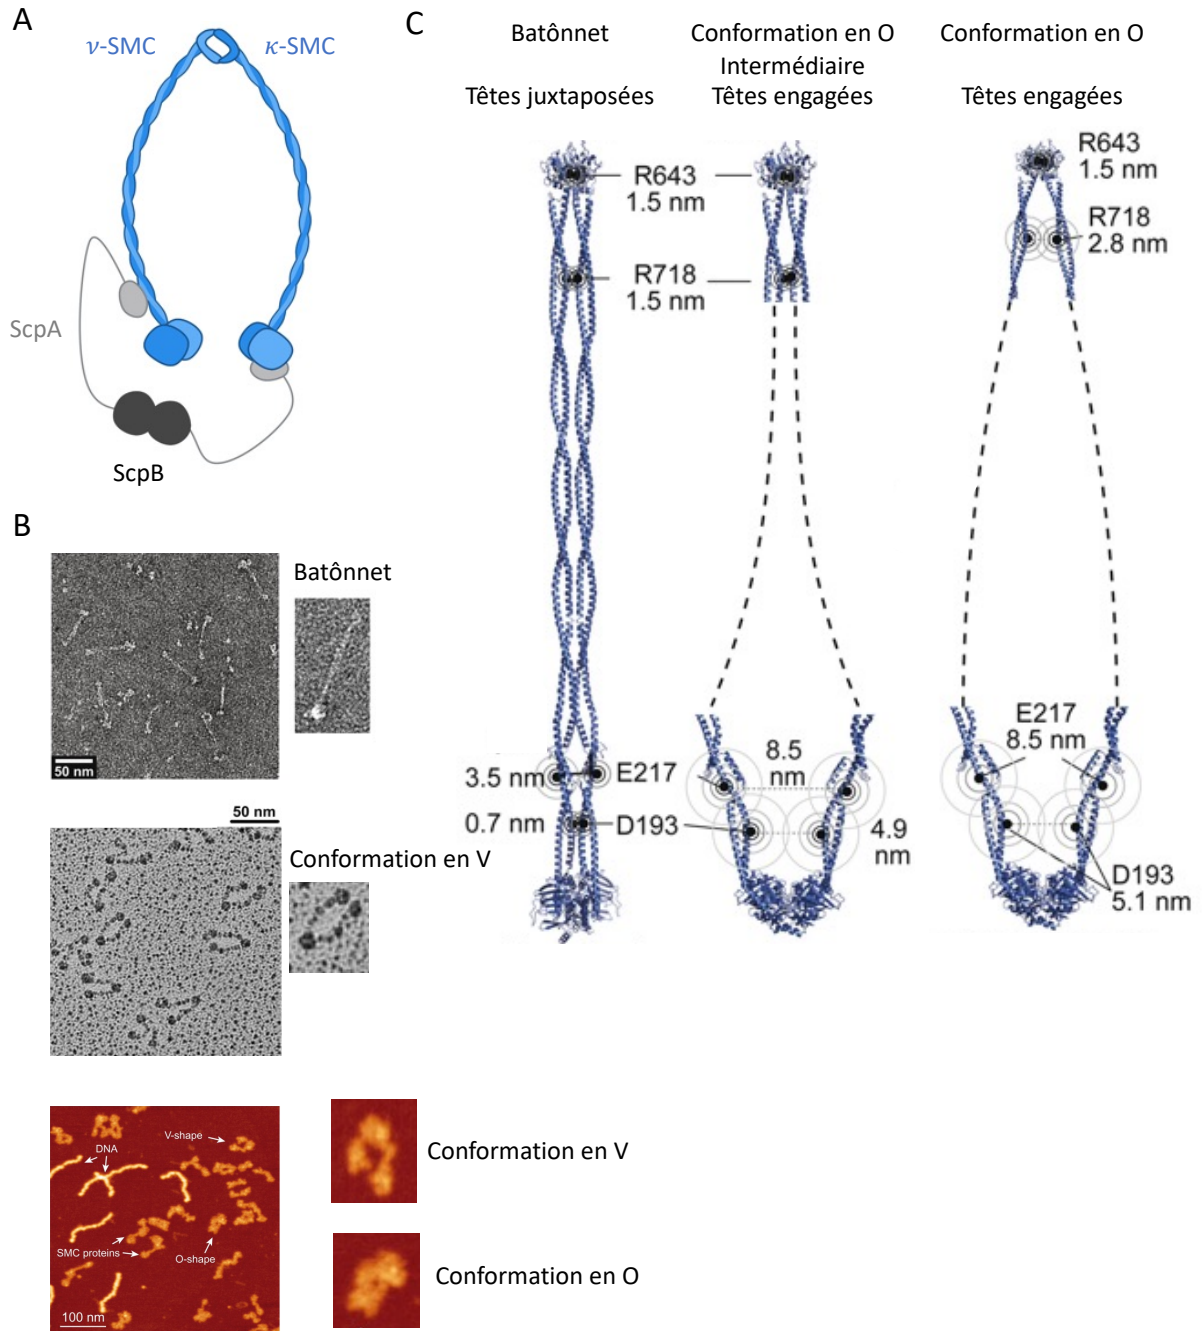 A
ν-SMC
κ-SMC
ScpA
ScpB
B
Batônnet
50 nm
50 nm
Conformation en V
V-shape
DNA
SMC proteins
O-shape
100 nm
Conformation en V
Conformation en O
C
Batônnet
Têtes juxtaposées
Conformation en O
Intermédiaire
Têtes engagées
Conformation en O
Têtes engagées
R643
1.5 nm
R718
1.5 nm
R643
1.5 nm
R718
2.8 nm
3.5 nm
E217
0.7 nm
D193
8.5
nm
4.9
nm
E217
8.5 nm
D193
5.1 nm